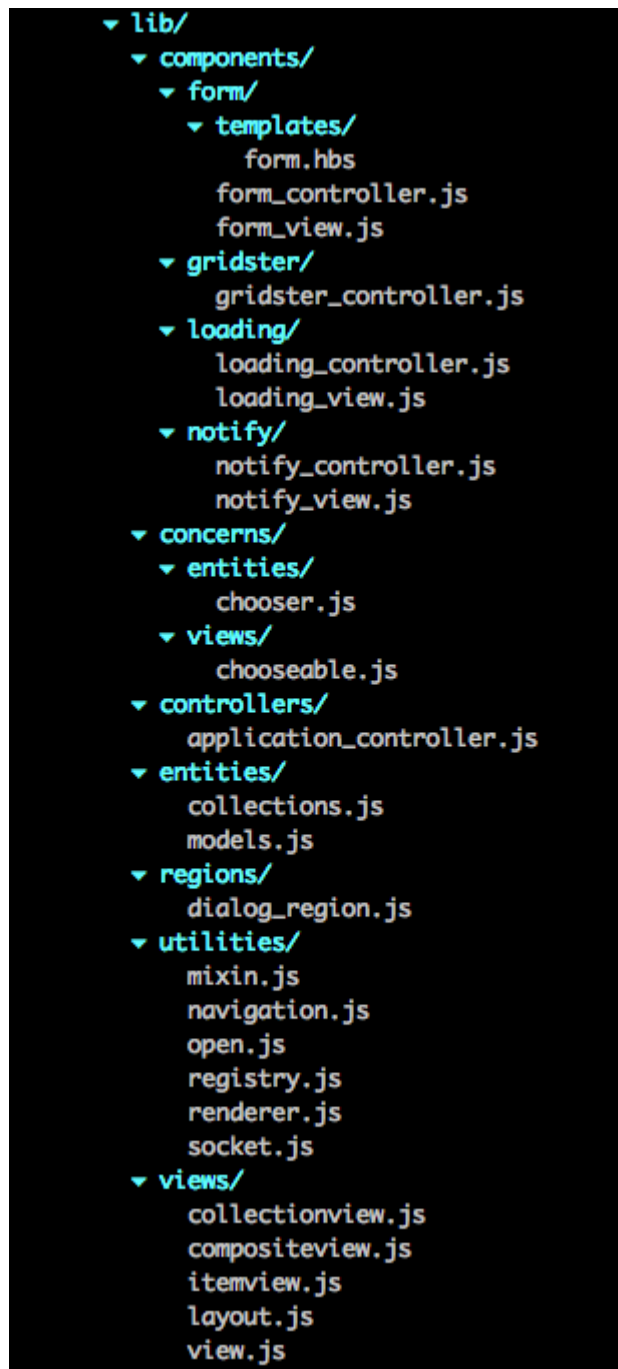 ▾ lib/
▾ components/
▾ form/
▾ templates/
form.hbs
form_controller.js
form_view.js
▾ gridster/
gridster_controller.js
▾ loading/
loading_controller.js
loading_view.js
▾ notify/
notify_controller.js
notify_view.js
▾ concerns/
▾ entities/
chooser.js
▾ views/
chooseable.js
▾ controllers/
application_controller.js
▾ entities/
collections.js
models.js
▾ regions/
dialog_region.js
▾ utilities/
mixin.js
navigation.js
open.js
registry.js
renderer.js
socket.js
▾ views/
collectionview.js
compositeview.js
itemview.js
layout.js
view.js